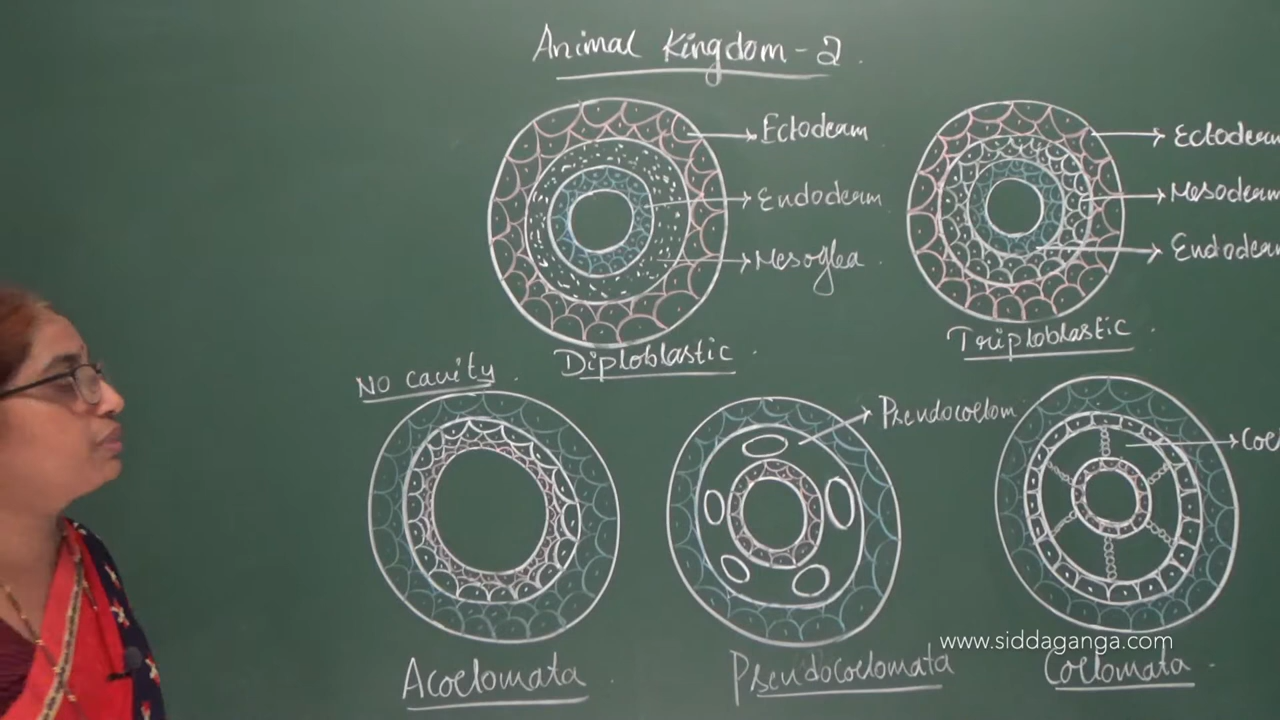 Animal Kingdom-2.
Ectoderm
Endoderm
Mesoglea
Diploblastic.
Ectoderm
Mesoderm
Endoderm
Triploblastic.
No cavity.
Acoelomata.
Pseudocoelom.
Pseudocoelomata
Coel
Coelomata.
www.siddaganga.com